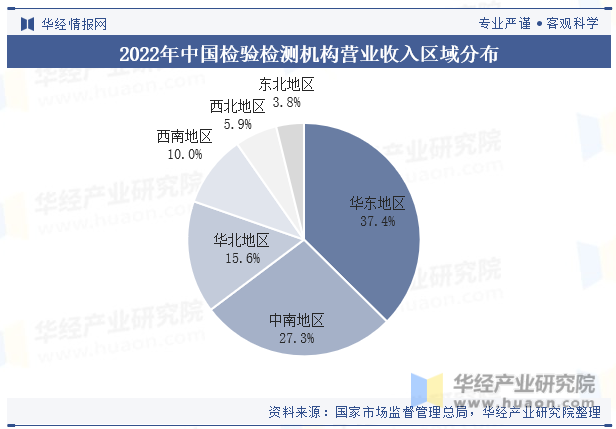 华经情报网
专业严谨●客观科学
2022年中国检验检测机构营业收入区域分布
东北地区
3.8%
西北地区
5.9%
西南地区
10.0%
华东地区
37.4%
华北地区
15.6%
中南地区
27.3%
华经产业研究院
www.huaon.com
资料来源：国家市场监督管理总局，华经产业研究院整理